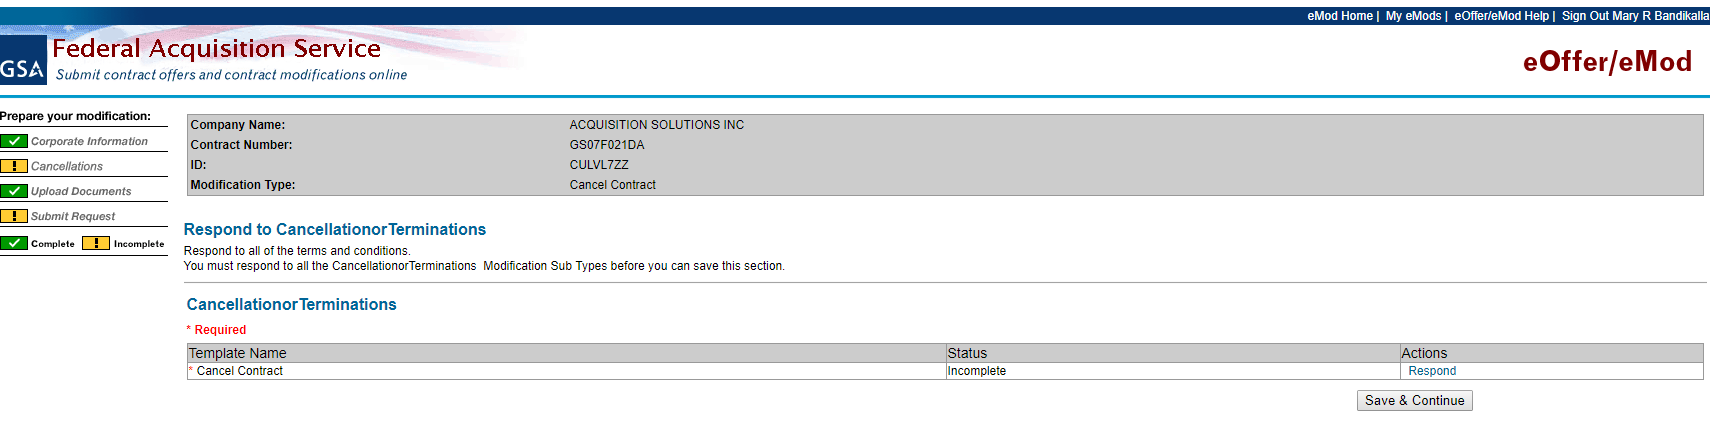 eMod Home | My eMods | eOffer/eMod Help | Sign Out Mary R Bandikalla
GSA
Federal Acquisition Service
Submit contract offers and contract modifications online
eOffer/eMod
Prepare your modification:
Corporate Information
Cancellations
Upload Documents
Submit Request
Complete Incomplete
Company Name: ACQUISITION SOLUTIONS INC
Contract Number: GS07F021DA
ID: CULVL7ZZ
Modification Type: Cancel Contract
Respond to CancellationorTerminations
Respond to all of the terms and conditions.
You must respond to all the CancellationorTerminations Modification Sub Types before you can save this section.
CancellationorTerminations
* Required
Template Name Status Actions
* Cancel Contract Incomplete Respond
Save & Continue